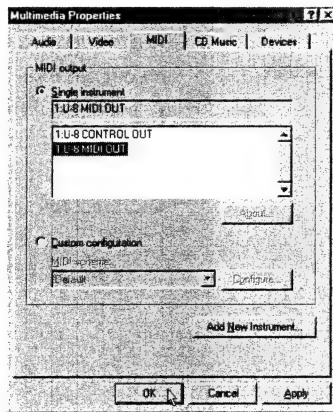 Multimedia Properties
Audio Video MIDI CD Music Devices
MIDI output
Single instrument
1:U-8 MIDI OUT
1:U-8 CONTROL OUT
1:U-8 MIDI OUT
About...
Custom configuration
MIDI scheme:
Default Configure...
Add New Instrument...
OK Cancel Apply